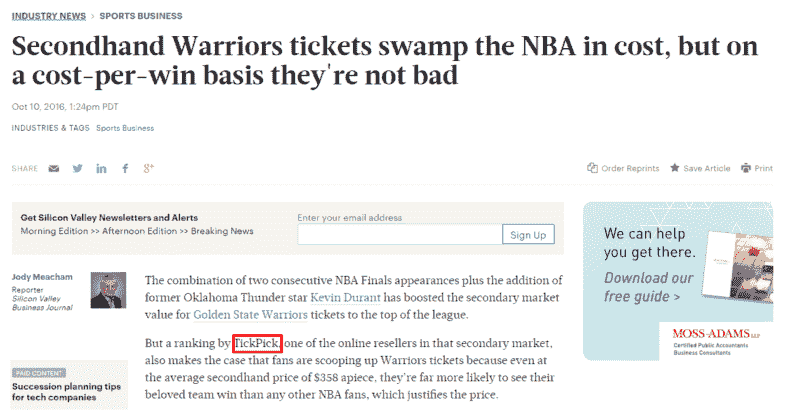 INDUSTRY NEWS > SPORTS BUSINESS
Secondhand Warriors tickets swamp the NBA in cost, but on
a cost-per-win basis they're not bad
Oct 10, 2016, 1:24pm PDT
INDUSTRIES & TAGS Sports Business
SHARE
Order Reprints Save Article Print
Get Silicon Valley Newsletters and Alerts
Morning Edition >> Afternoon Edition >> Breaking News
Enter your email address
Sign Up
We can help
you get there.
Download our
free guide >
MOSS-ADAMS LLP
Certified Public Accountants
Business Consultants
Jody Meacham
Reporter
Silicon Valley
Business Journal
The combination of two consecutive NBA Finals appearances plus the addition of
former Oklahoma Thunder star Kevin Durant has boosted the secondary market
value for Golden State Warriors tickets to the top of the league.
But a ranking by TickPick, one of the online resellers in that secondary market,
also makes the case that fans are scooping up Warriors tickets because even at
the average secondhand price of $358 apiece, they're far more likely to see their
beloved team win than any other NBA fans, which justifies the price.
PAID CONTENT
Succession planning tips
for tech companies